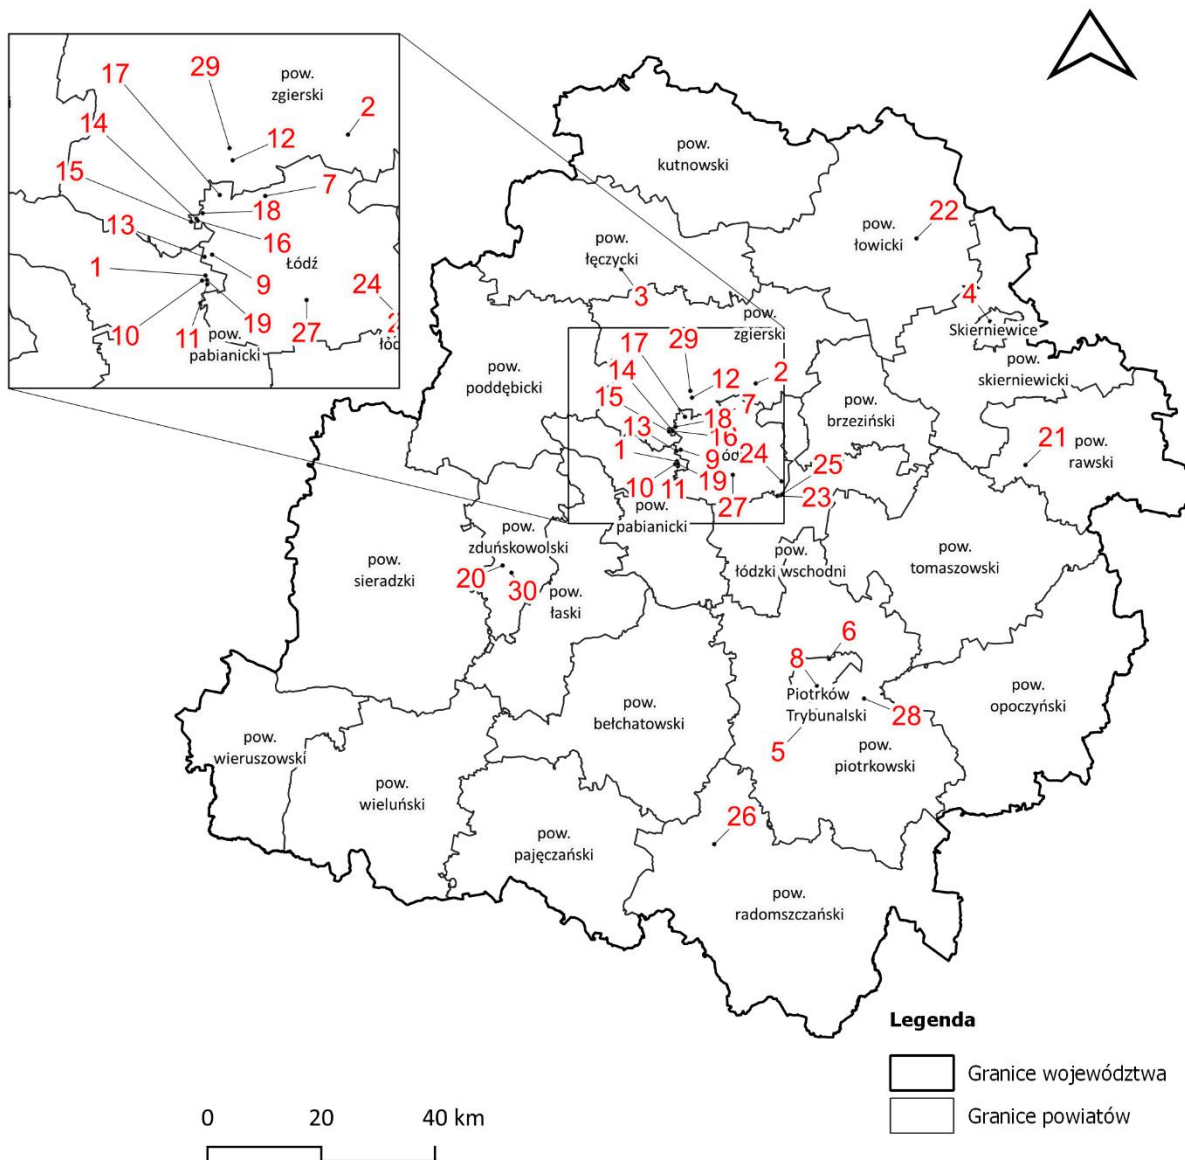 29
17
pow.
zgierski
2
14
12
15
7
18
13
16
1
Łódź
9
24
10
11
19
27
pow.
pabianicki
2
łód
pow.
kutnowski
22
pow.
łowicki
pow.
łęczycki
3
4
Skierniewice
pow.
zgierski
17
29
pow.
skierniewicki
14
12
2
pow.
poddębicki
15
7
pow.
brzeziński
18
13
16
21
pow.
rawski
1
9
łódź
24
25
10
11
19
27
23
pow.
pabianicki
pow.
zduńskowolski
pow.
sieradzki
20
30
pow.
łaski
pow.
łódzki wschodni
pow.
tomaszowski
6
8
Piotrków
Trybunalski
28
5
pow.
piotrkowski
pow.
opoczyński
pow.
bełchatowski
pow.
wieruszowski
pow.
wieluński
26
pow.
pajęczański
pow.
radomszczański
Legenda
Granice województwa
Granice powiatów
0 20 40 km